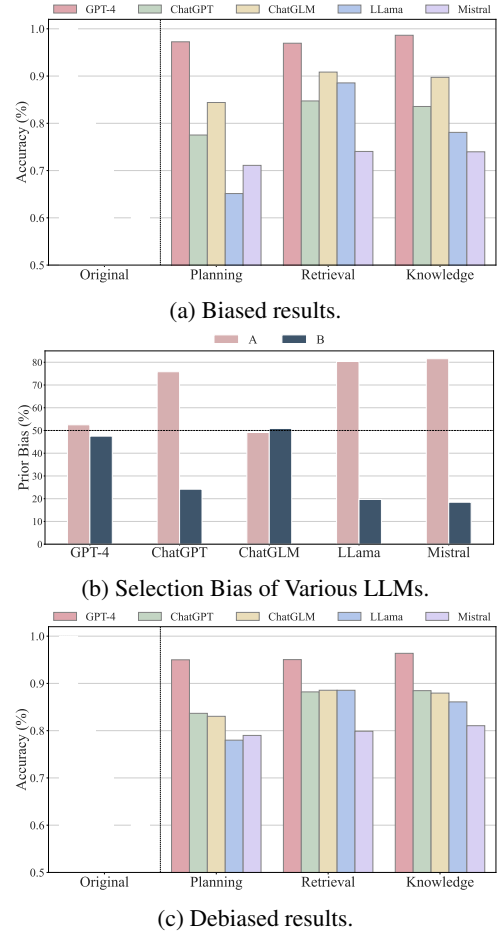 GPT-4 ChatGPT ChatGLM LLama Mistral
Accuracy (%)
1.0
0.9
0.8
0.7
0.6
0.5
Original Planning Retrieval Knowledge
(a) Biased results.
A B
Prior Bias (%)
80
70
60
50
40
30
20
10
0
GPT-4 ChatGPT ChatGLM LLama Mistral
(b) Selection Bias of Various LLMs.
GPT-4 ChatGPT ChatGLM LLama Mistral
Accuracy (%)
1.0
0.9
0.8
0.7
0.6
0.5
Original Planning Retrieval Knowledge
(c) Debiased results.